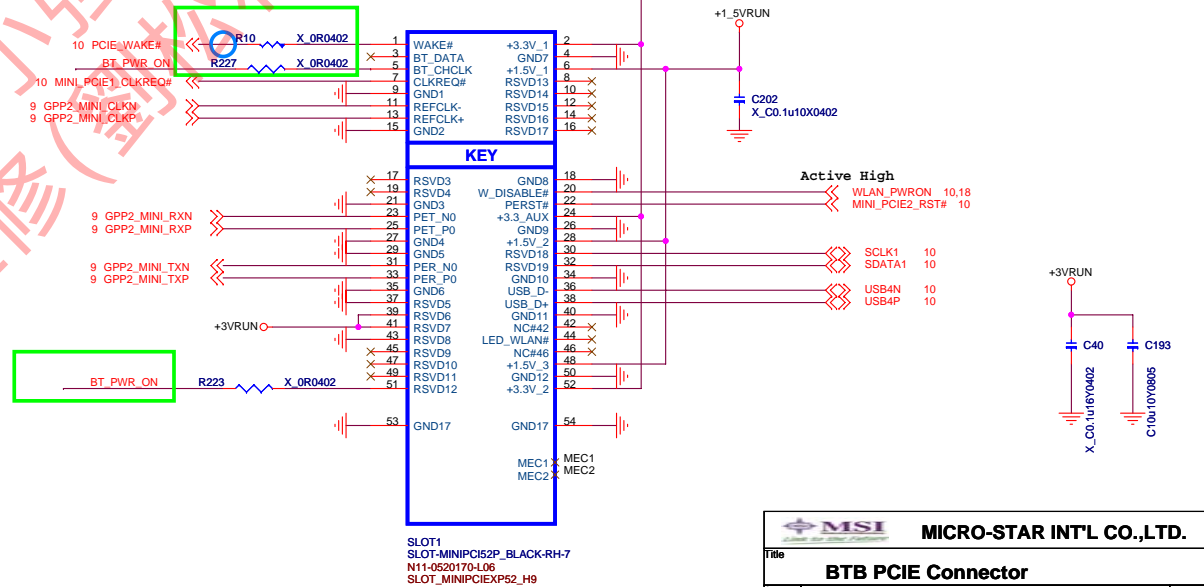 +1_5VRUN
10 PCIE_WAKE# R10 X_0R0402
BT_PWR_ON R227 X_0R0402
10 MINI_PCIE1_CLKREQ#
9 GPP2_MINI_CLKN
9 GPP2_MINI_CLKP
1 WAKE# +3.3V_1 2
3 BT_DATA GND7 4
5 BT_CHCLK +1.5V_1 6
7 CLKREQ# RSVD13 8
9 GND1 RSVD14 10
11 REFCLK- RSVD15 12
13 REFCLK+ RSVD16 14
15 GND2 RSVD17 16
C202
X_C0.1u10X0402
KEY
Active High
17 RSVD3 GND8 18
19 RSVD4 W_DISABLE# 20 WLAN_PWRON 10,18
21 GND3 PERST# 22 MINI_PCIE2_RST# 10
9 GPP2_MINI_RXN 23 PET_N0 +3.3_AUX 24
9 GPP2_MINI_RXP 25 PET_P0 GND9 26
27 GND4 +1.5V_2 28
29 GND5 RSVD18 30 SCLK1 10
9 GPP2_MINI_TXN 31 PER_N0 RSVD19 32 SDATA1 10
9 GPP2_MINI_TXP 33 PER_P0 GND10 34
35 GND6 USB_D- 36 USB4N 10
37 RSVD5 USB_D+ 38 USB4P 10
39 RSVD6 GND11 40
+3VRUN 41 RSVD7 NC#42 42
43 RSVD8 LED_WLAN# 44
45 RSVD9 NC#46 46
47 RSVD10 +1.5V_3 48
49 RSVD11 GND12 50
BT_PWR_ON R223 X_0R0402 51 RSVD12 +3.3V_2 52
53 GND17 GND17 54
MEC1 MEC1
MEC2 MEC2
+3VRUN
C40 C193
X_C0.1u16Y0402
C10u10Y0805
SLOT1
SLOT-MINIPCI52P_BLACK-RH-7
N11-0520170-L06
SLOT_MINIPCIEXP52_H9
MSI
Link to the Future
MICRO-STAR INT'L CO.,LTD.
Title
BTB PCIE Connector
修(劉松